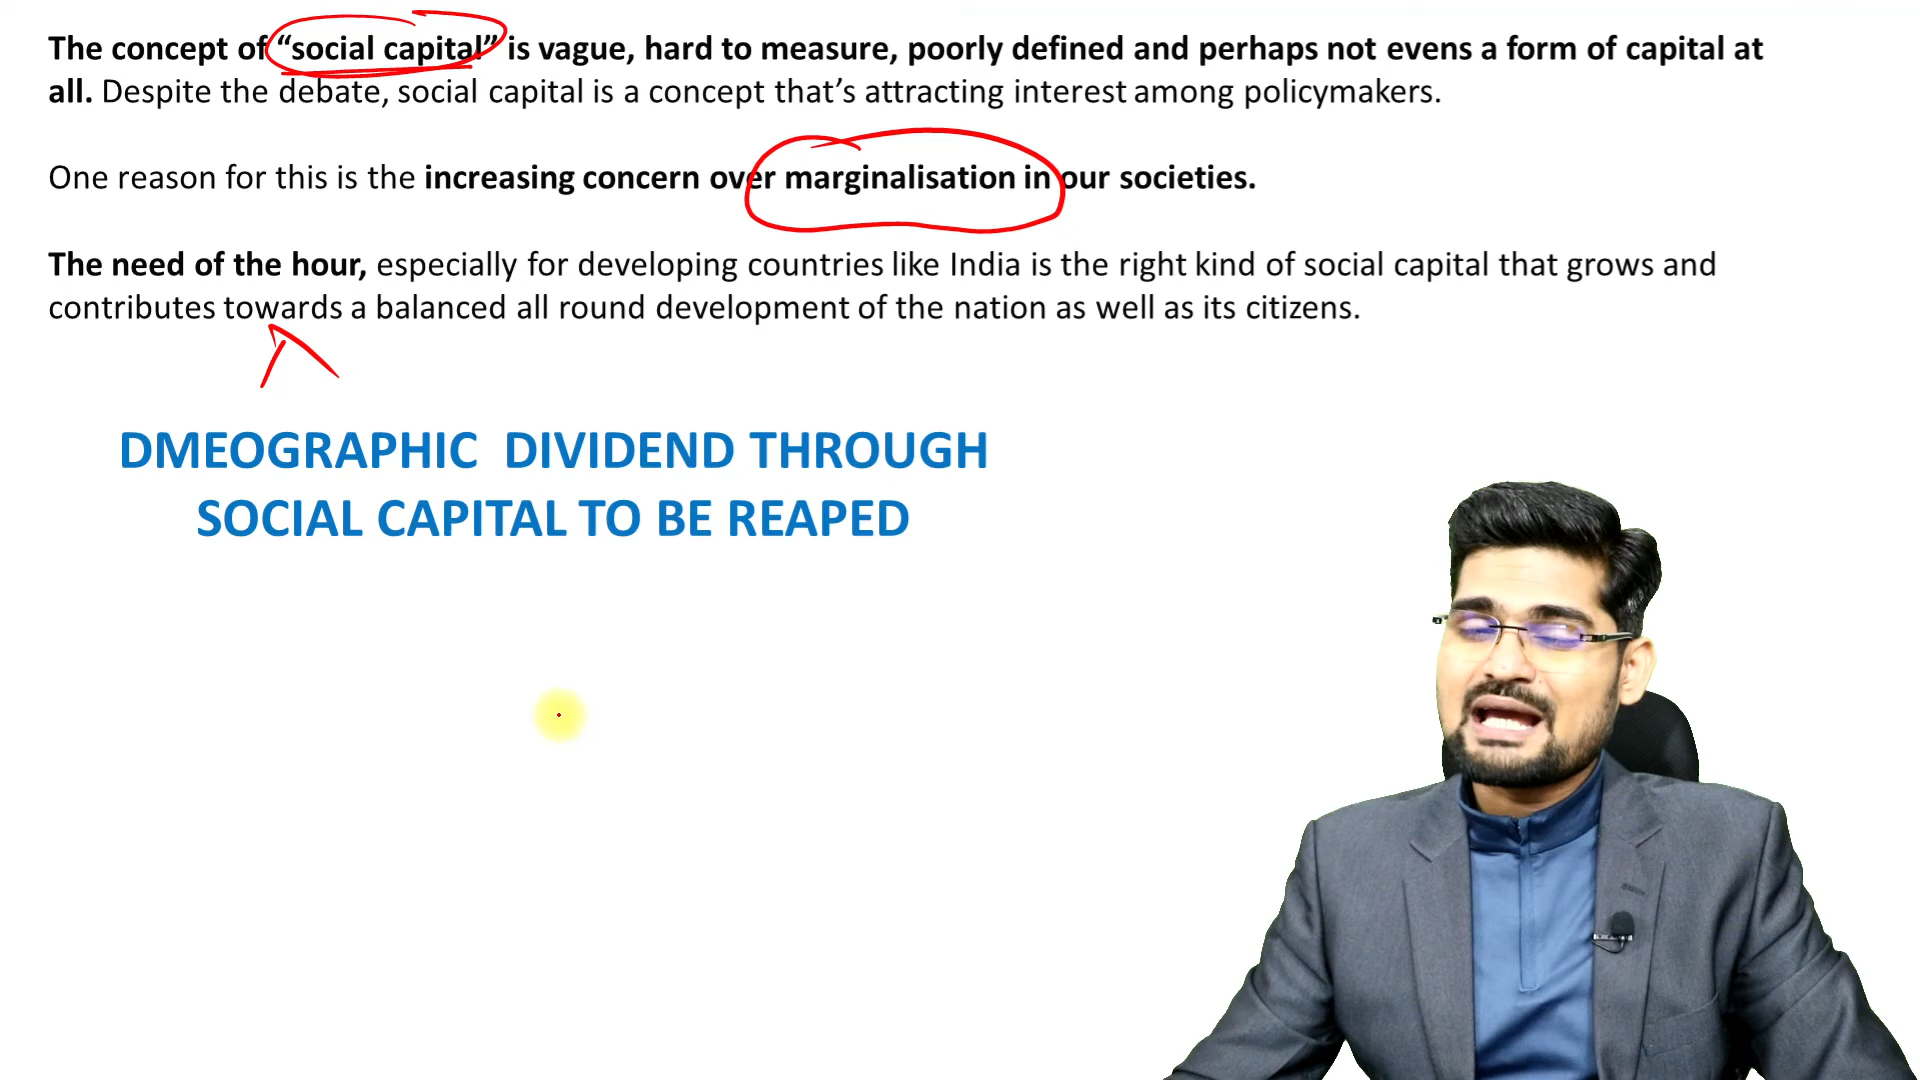 The concept of “social capital” is vague, hard to measure, poorly defined and perhaps not evens a form of capital at
all. Despite the debate, social capital is a concept that’s attracting interest among policymakers.
One reason for this is the increasing concern over marginalisation in our societies.
The need of the hour, especially for developing countries like India is the right kind of social capital that grows and
contributes towards a balanced all round development of the nation as well as its citizens.
DMEOGRAPHIC DIVIDEND THROUGH
SOCIAL CAPITAL TO BE REAPED